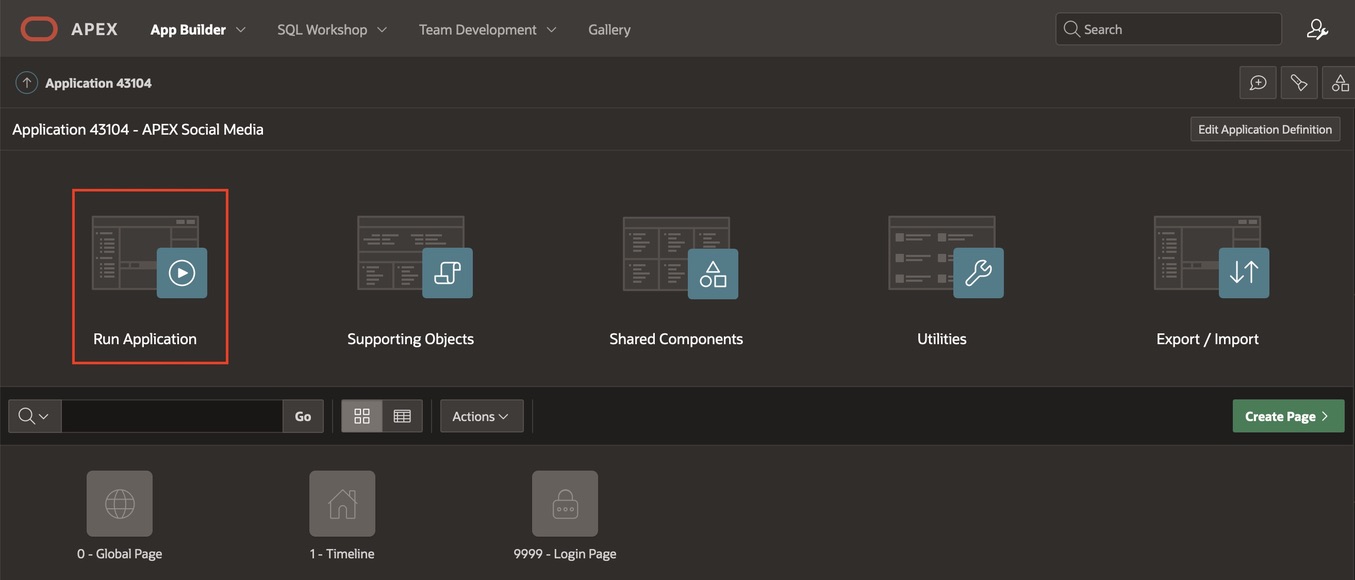 APEX App Builder SQL Workshop Team Development Gallery Search
Application 43104
Application 43104 - APEX Social Media Edit Application Definition
Run Application Supporting Objects Shared Components Utilities Export / Import
Go Actions Create Page
0 - Global Page 1 - Timeline 9999 - Login Page